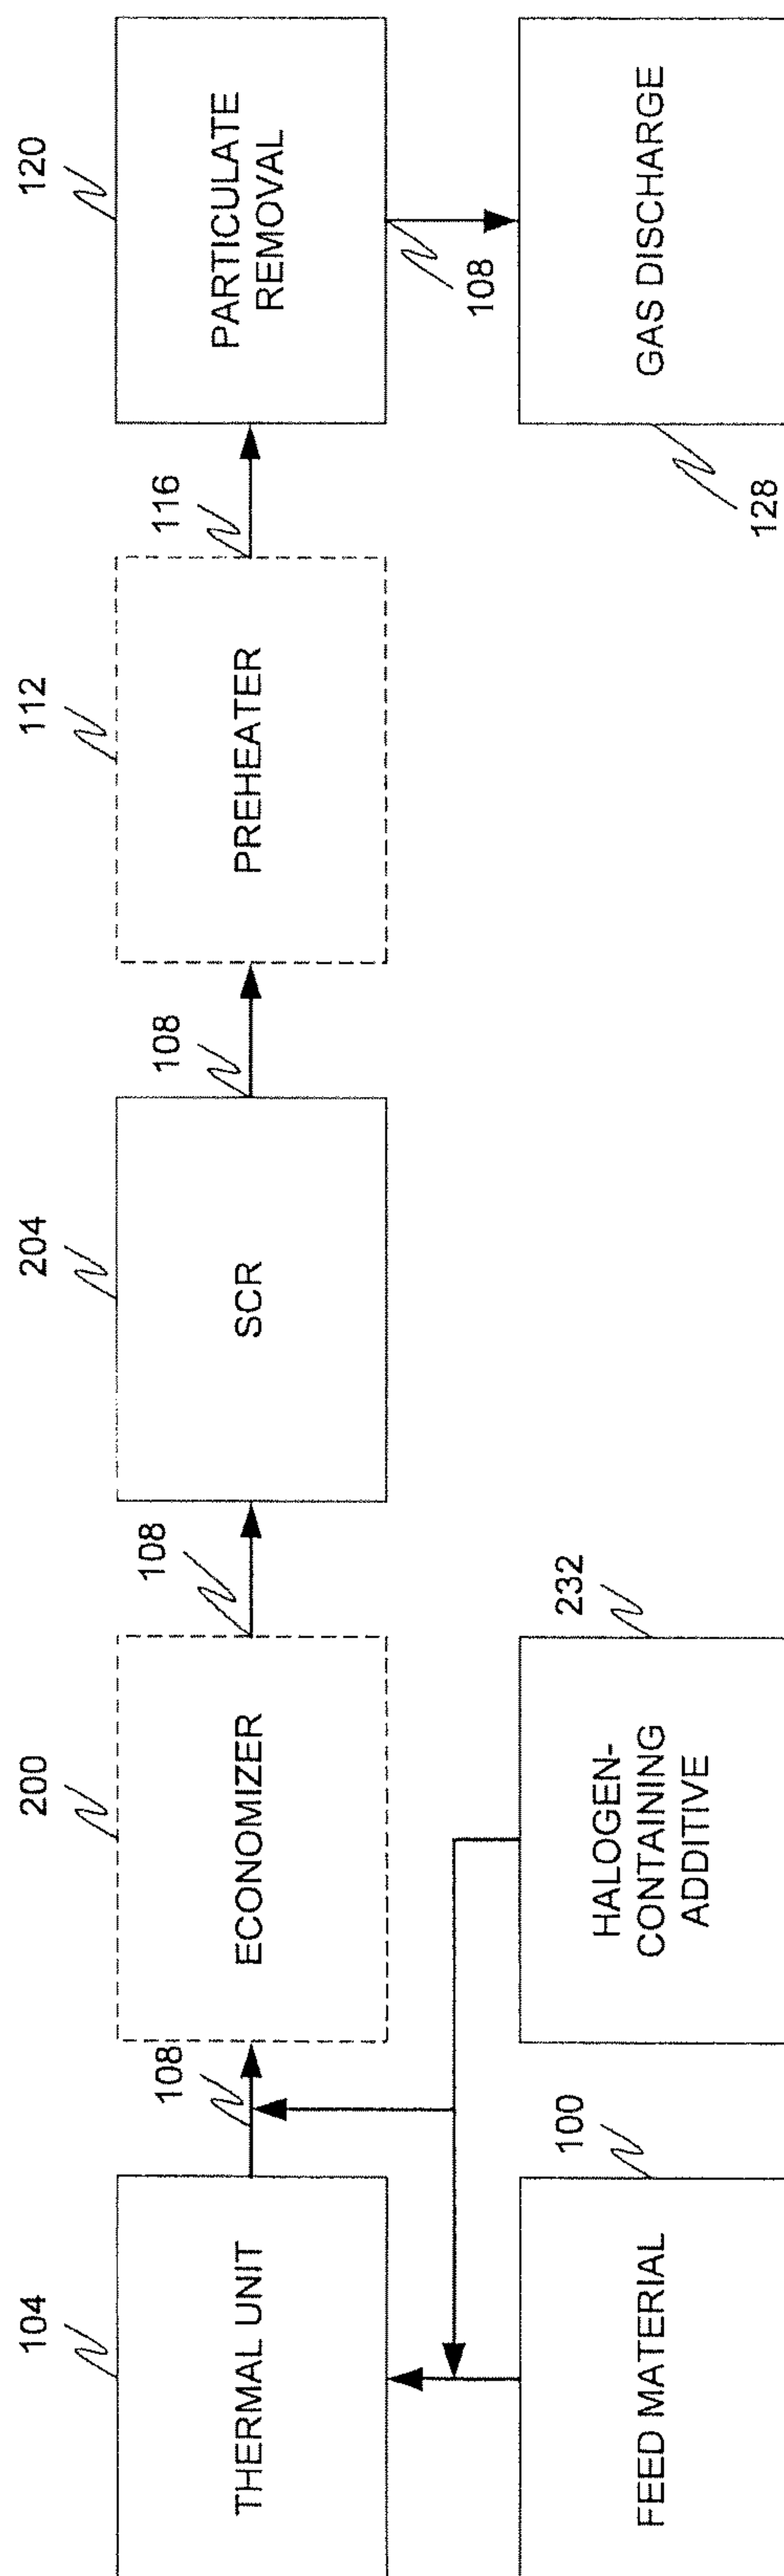 104
THERMAL UNIT
108
200
ECONOMIZER
108
204
SCR
108
112
PREHEATER
116
120
PARTICULATE
REMOVAL
108
100
FEED MATERIAL
232
HALOGEN-
CONTAINING
ADDITIVE
128
GAS DISCHARGE